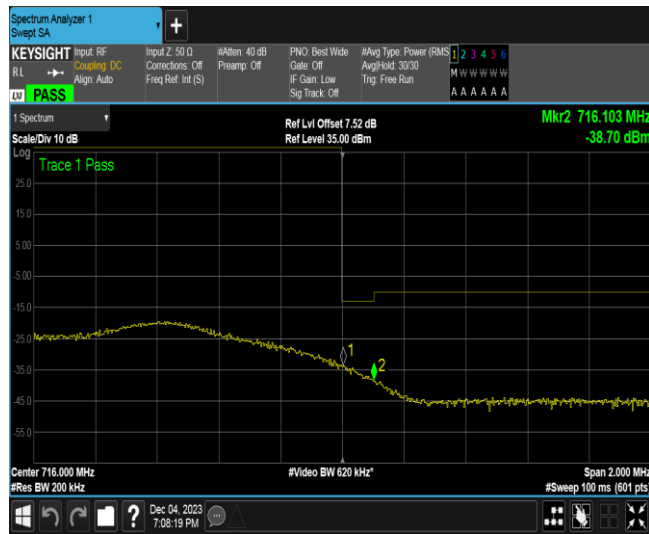 Spectrum Analyzer 1
Swept SA
+
KEYSIGHT
RL
LXI PASS
Input: RF
Coupling: DC
Align: Auto
Input Z: 50 Ω
Corrections: Off
Freq Ref: Int (S)
#Atten: 40 dB
Preamp: Off
PNO: Best Wide
Gate: Off
IF Gain: Low
Sig Track: Off
#Avg Type: Power (RMS
Avg|Hold: 30/30
Trig: Free Run
1 2 3 4 5 6
M W W W W W
A A A A A A
1 Spectrum
Scale/Div 10 dB
Ref Lvl Offset 7.52 dB
Ref Level 35.00 dBm
Mkr2 716.103 MHz
-38.70 dBm
Log
Trace 1 Pass
25.0
15.0
5.00
-5.00
-15.0
-25.0
-35.0
-45.0
-55.0
1
2
Center 716.000 MHz
#Res BW 200 kHz
#Video BW 620 kHz*
Span 2.000 MHz
#Sweep 100 ms (601 pts)
?
Dec 04, 2023
7:08:19 PM